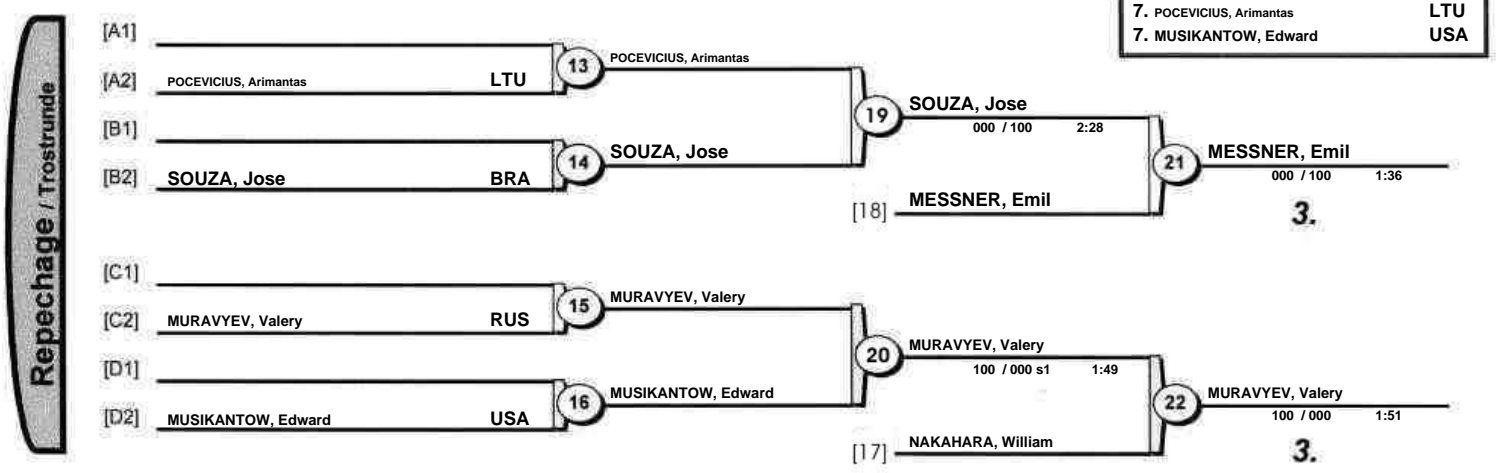 7. POCEVICIUS, Arimantas LTU
7. MUSIKANTOW, Edward USA
Repechage / Trostrunde
[A1]
[A2] POCEVICIUS, Arimantas LTU
13 POCEVICIUS, Arimantas
[B1]
[B2] SOUZA, Jose BRA
14 SOUZA, Jose
19 SOUZA, Jose
000 / 100 2:28
[18] MESSNER, Emil
21 MESSNER, Emil
000 / 100 1:36
3.
[C1]
[C2] MURAVYEV, Valery RUS
15 MURAVYEV, Valery
[D1]
[D2] MUSIKANTOW, Edward USA
16 MUSIKANTOW, Edward
20 MURAVYEV, Valery
100 / 000 s1 1:49
[17] NAKAHARA, William
22 MURAVYEV, Valery
100 / 000 1:51
3.